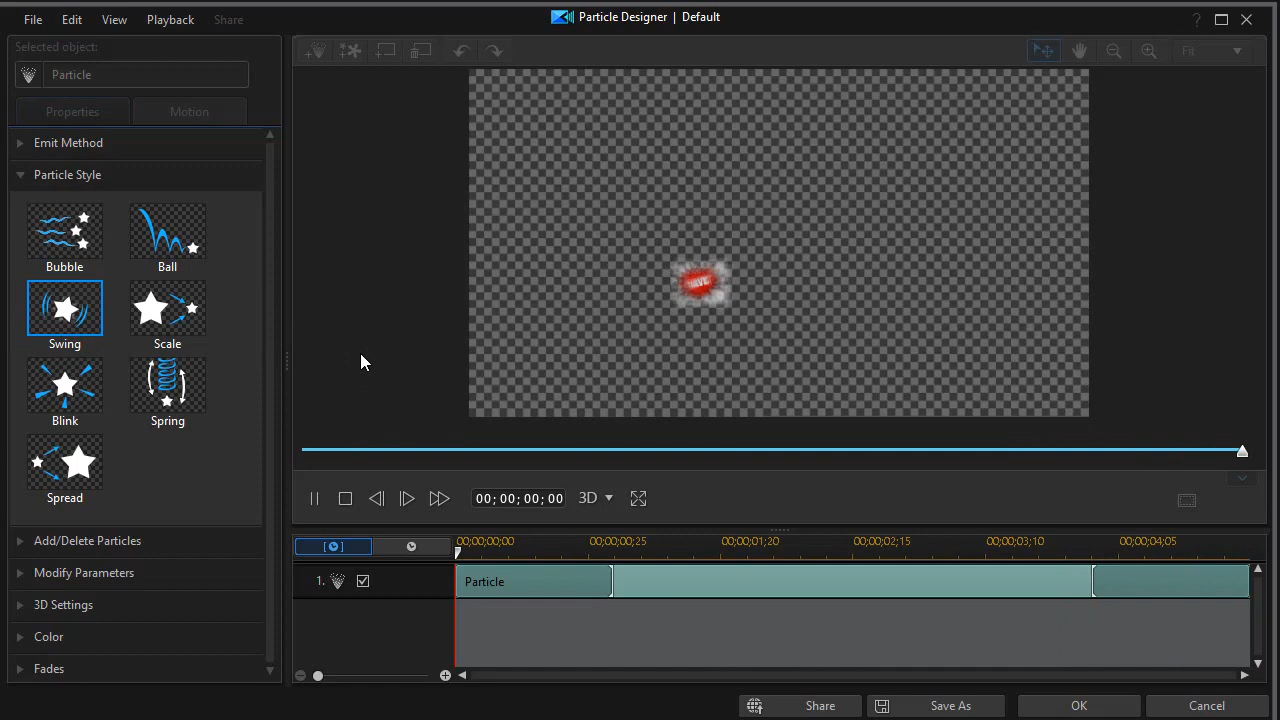 File Edit View Playback Share
Particle Designer | Default
Selected object:
Particle
Properties Motion
Emit Method
Particle Style
Bubble Ball
Swing Scale
Blink Spring
Spread
Add/Delete Particles
Modify Parameters
3D Settings
Color
Fades
Fit
00;00;00;00 3D
00;00;00;00 00;00;00;25 00;00;01;20 00;00;02;15 00;00;03;10 00;00;04;05
1. Particle
Share Save As OK Cancel